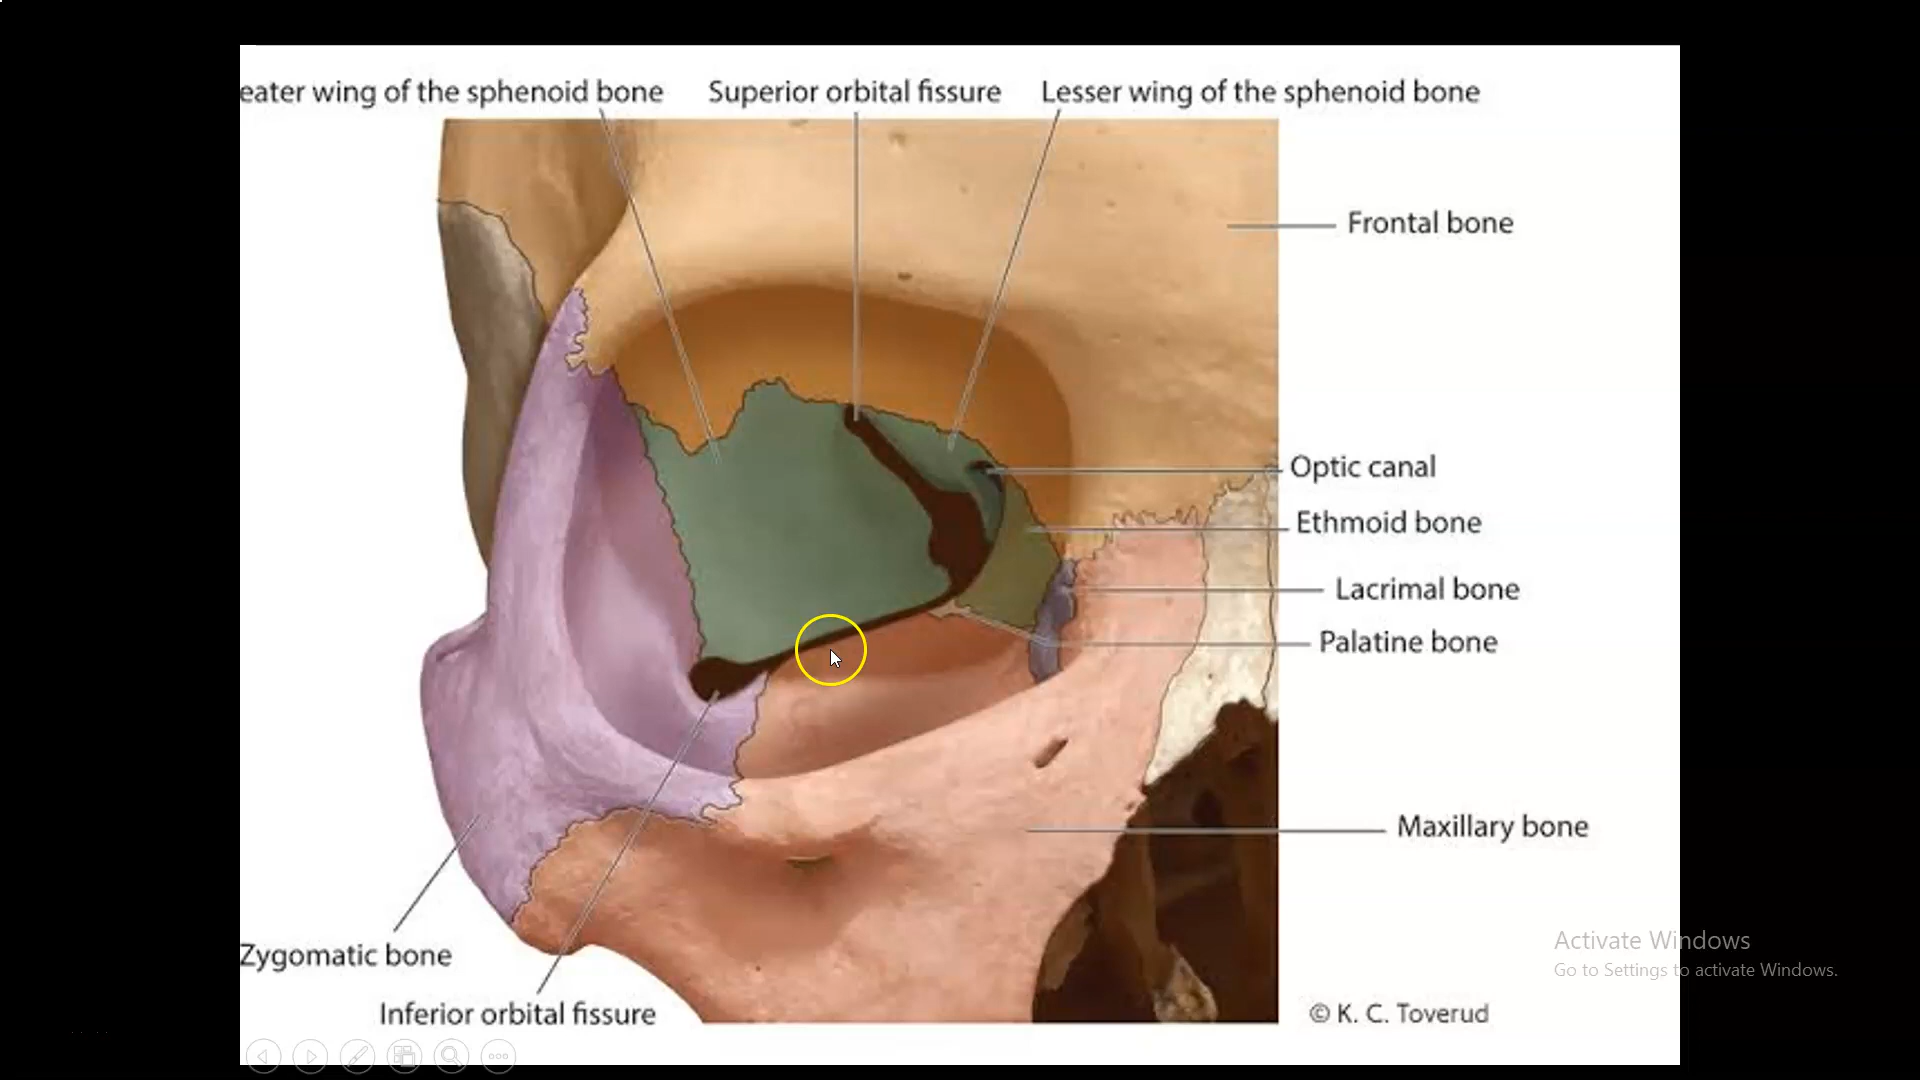 eater wing of the sphenoid bone
Superior orbital fissure
Lesser wing of the sphenoid bone
Frontal bone
Optic canal
Ethmoid bone
Lacrimal bone
Palatine bone
Maxillary bone
Zygomatic bone
Inferior orbital fissure
Activate Windows
Go to Settings to activate Windows.
© K. C. Toverud